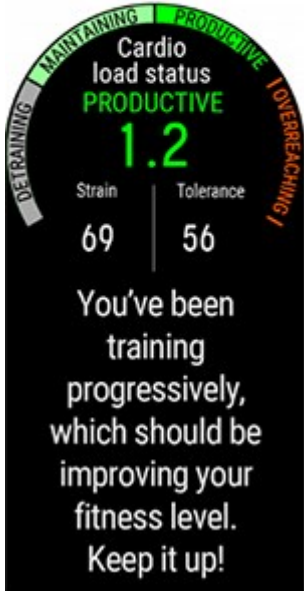 DETRAINING
MAINTAINING
PRODUCTIVE
OVERREACHING
Cardio
load status
PRODUCTIVE
1.2
Strain
Tolerance
69
56
You've been
training
progressively,
which should be
improving your
fitness level.
Keep it up!